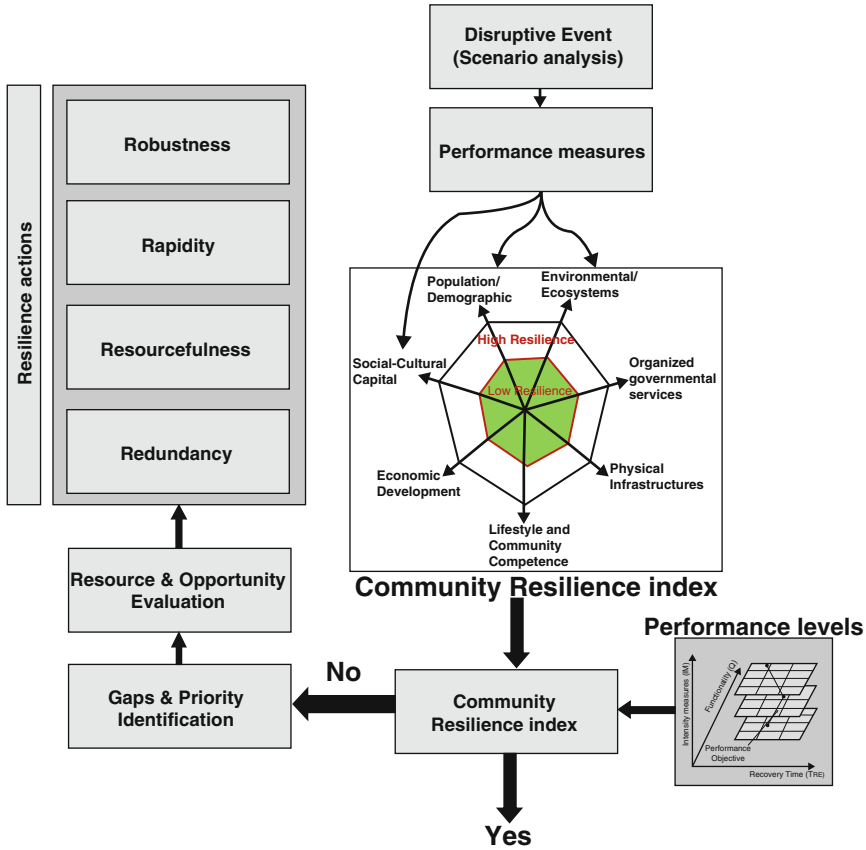 Disruptive Event
(Scenario analysis)
Performance measures
Resilience actions
Robustness
Rapidity
Resourcefulness
Redundancy
Population/
Demographic
Environmental/
Ecosystems
High Resilience
Social-Cultural
Capital
Low Resilience
Organized
governmental
services
Economic
Development
Physical
Infrastructures
Lifestyle and
Community
Competence
Community Resilience index
Resource & Opportunity
Evaluation
Gaps & Priority
Identification
No
Community
Resilience index
Yes
Performance levels
Intensity measures (IM)
Functionality (Q)
Performance
Objective
Recovery Time (TRE)